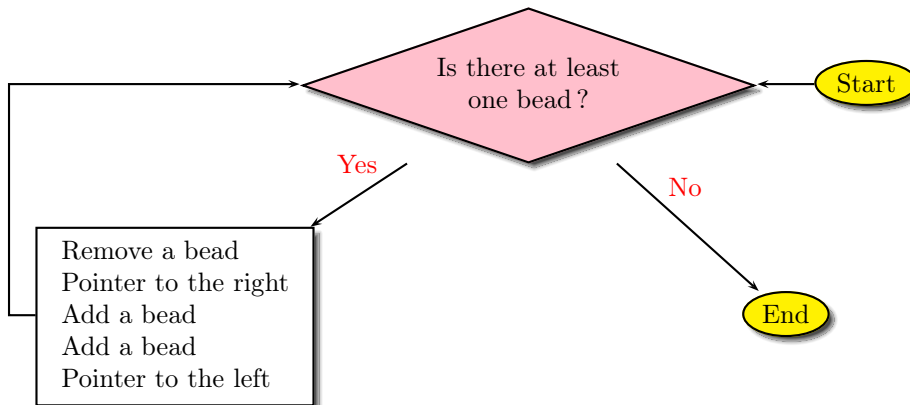 Is there at least
one bead ?
Start
Yes
No
Remove a bead
Pointer to the right
Add a bead
Add a bead
Pointer to the left
End